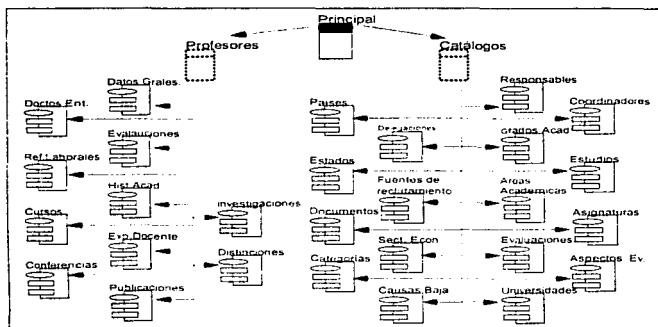 Principal
Profesores
Catálogos
Datos Grales.
Doctos Ent.
Evaluaciones
Ref Laborales
Hist Acad
Investigaciones
Cursos
Exp Docente
Distinciones
Conferencias
Publicaciones
Responsables
Paises
Coordinadores
Delegaciones
Grados Acad
Estados
Estudios
Fuentes de
reclutamiento
Areas
Academicas
Documentos
Asignaturas
Sect. Econ
Evaluaciones
Categorías
Aspectos Ev.
Causas Baja
Universidades